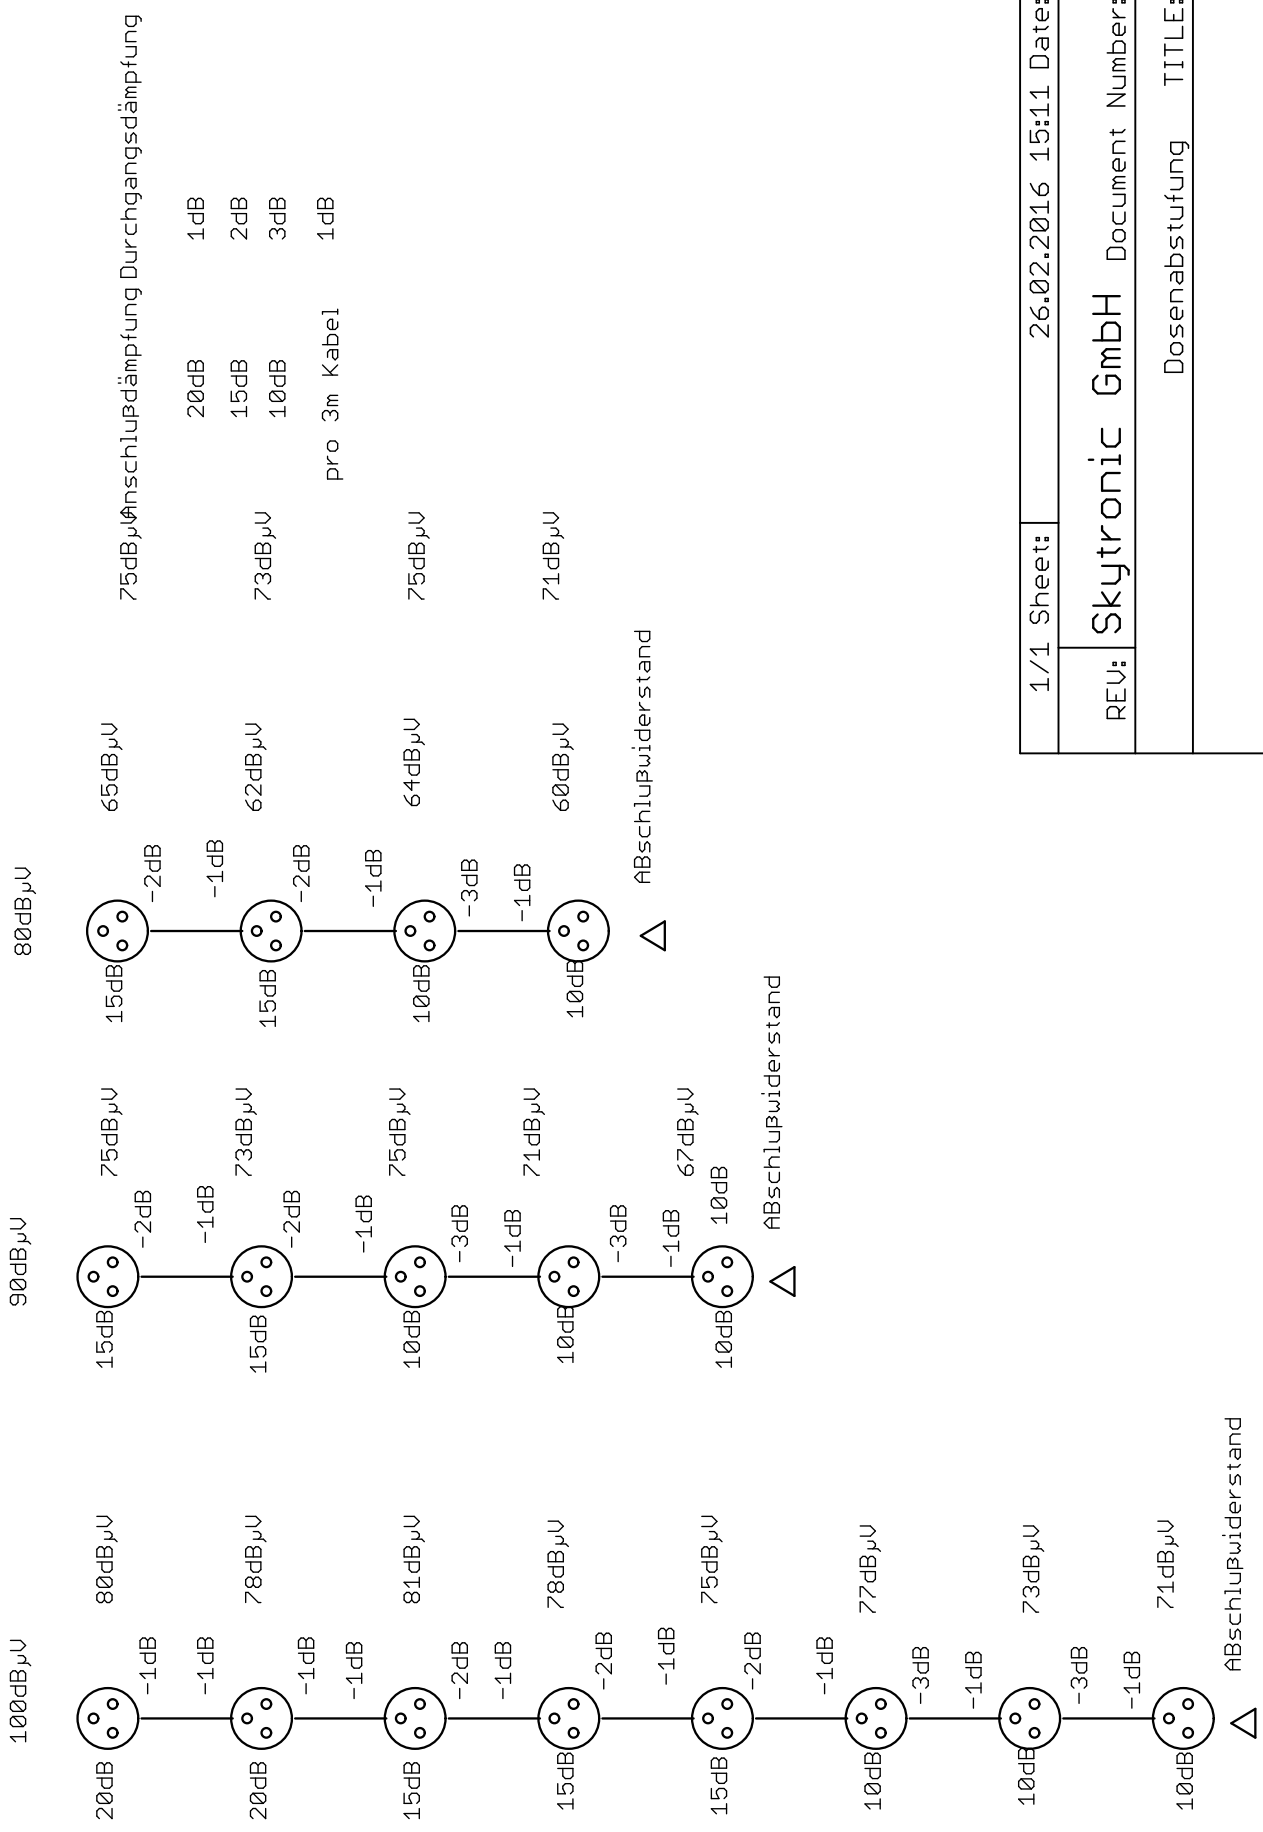 100dBµV
20dB
80dBµV
-1dB
-1dB
20dB
78dBµV
-1dB
-1dB
15dB
81dBµV
-2dB
-1dB
15dB
78dBµV
-2dB
-1dB
15dB
75dBµV
-2dB
-1dB
10dB
77dBµV
-3dB
-1dB
10dB
73dBµV
-3dB
-1dB
10dB
71dBµV
ABschlußwiderstand
90dBµV
15dB
75dBµV
-2dB
-1dB
15dB
73dBµV
-2dB
-1dB
10dB
75dBµV
-3dB
-1dB
10dB
71dBµV
-3dB
-1dB
10dB
67dBµV
10dB
ABschlußwiderstand
80dBµV
15dB
65dBµV
-2dB
-1dB
15dB
62dBµV
-2dB
-1dB
10dB
64dBµV
-3dB
-1dB
10dB
60dBµV
ABschlußwiderstand
75dBµV
73dBµV
75dBµV
71dBµV
Anschlußdämpfung Durchgangsdämpfung
20dB 1dB
15dB 2dB
10dB 3dB
pro 3m Kabel 1dB
1/1 Sheet: 26.02.2016 15:11 Date:
REV: Skytronic GmbH Document Number:
Dosenabstufung TITLE: